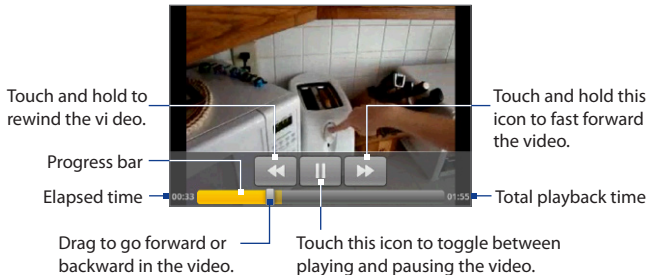 Touch and hold to
rewind the vi deo.
Touch and hold this
icon to fast forward
the video.
Progress bar
Elapsed time
00:33
01:55
Total playback time
Drag to go forward or
backward in the video.
Touch this icon to toggle between
playing and pausing the video.